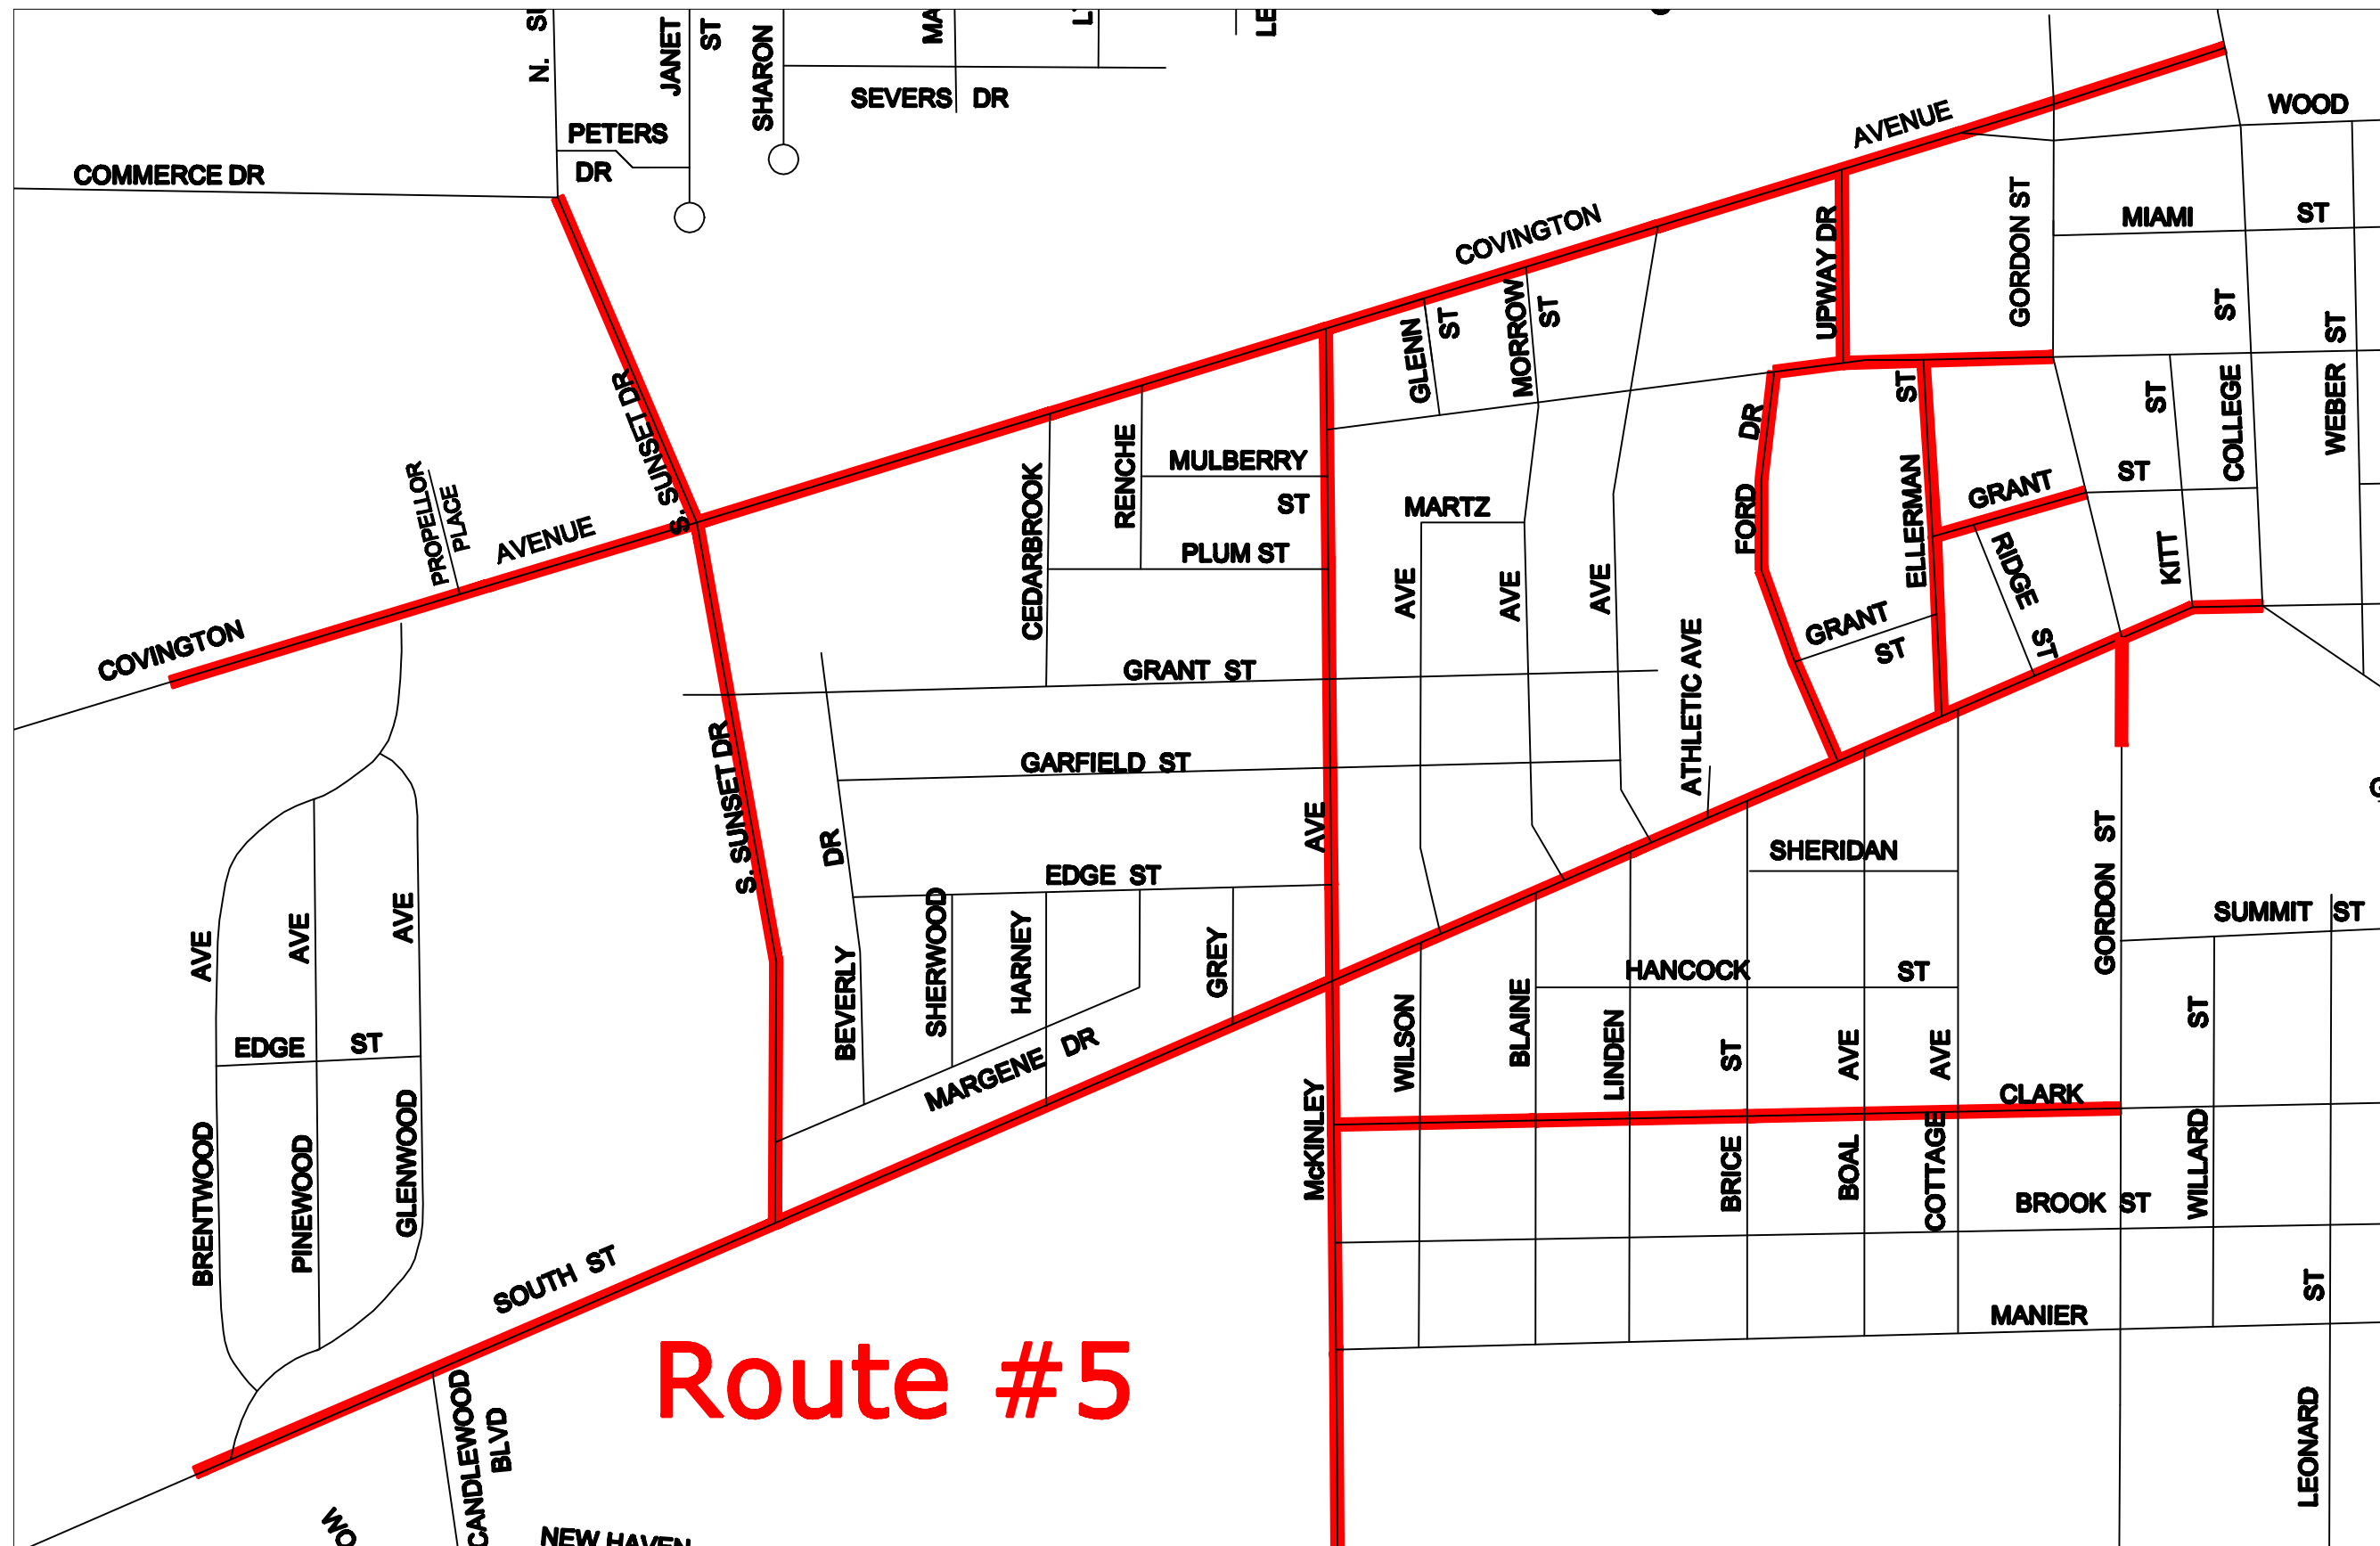 N.
JANET
ST
SHARON
SEVERS DR
PETERS
DR
COMMERCE DR
AVENUE
WOOD
COVINGTON
UPWAY DR
GORDON ST
MIAMI
ST
ST
COLLEGE
ST
WEBER
GLENN
ST
MORROW
ST
S. SUNSET DR
PROPELLOR
PLACE
AVENUE
COVINGTON
CEDARBROOK
RENCHE
MULBERRY
ST
PLUM ST
MARTZ
AVE
AVE
AVE
FORD
DR
ELLERMAN
ST
GRANT
ST
RIDGE
ST
KITT
ST
GRANT
ST
GRANT ST
ATHLETIC AVE
S. SUNSET DR
GARFIELD ST
AVE
EDGE ST
BEVERLY
DR
SHERWOOD
HARNEY
GREY
MARGENE DR
SHERIDAN
GORDON ST
SUMMIT ST
HANCOCK ST
WILSON
BLAINE
LINDEN
BRICE
ST
BOAL
AVE
COTTAGE
AVE
CLARK
WILLARD
ST
BROOK ST
MANIER
LEONARD
ST
McKINLEY
BRENTWOOD
AVE
PINEWOOD
AVE
GLENWOOD
AVE
EDGE ST
SOUTH ST
Route #5
CANDLEWOOD
BLVD
NEW HAVEN